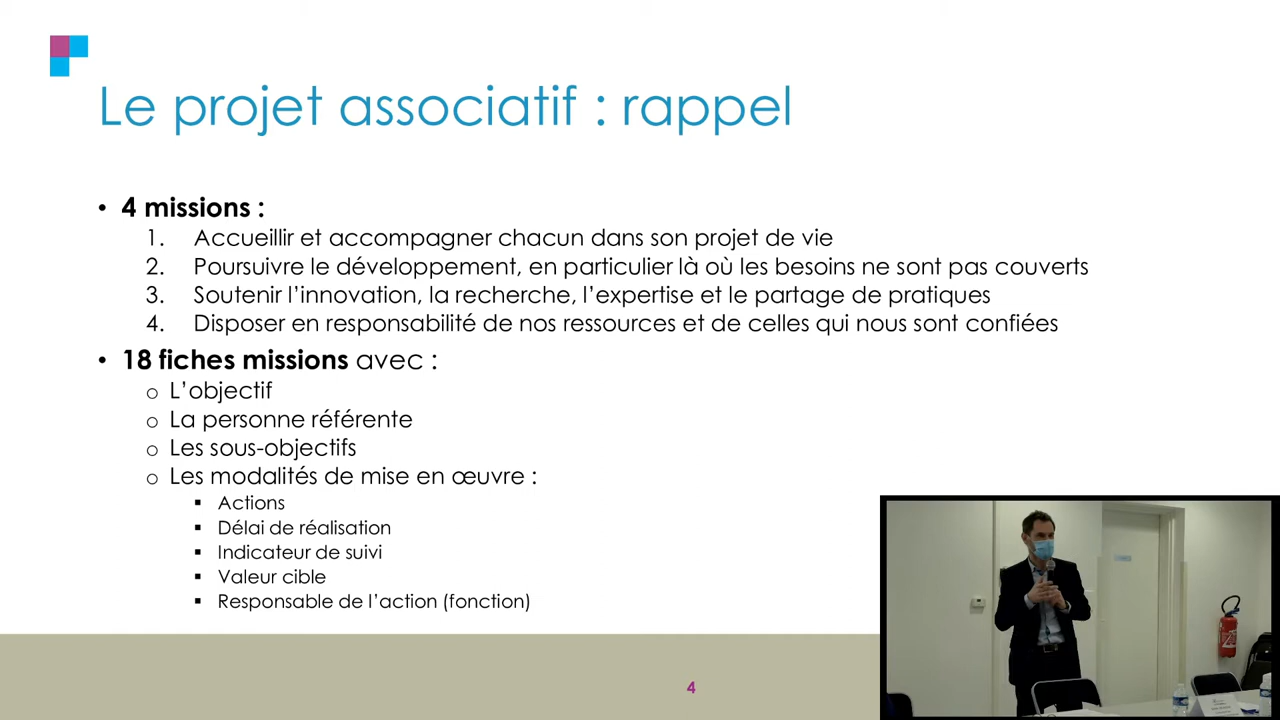 Le projet associatif : rappel
• 4 missions :
1. Accueillir et accompagner chacun dans son projet de vie
2. Poursuivre le développement, en particulier là où les besoins ne sont pas couverts
3. Soutenir l'innovation, la recherche, l'expertise et le partage de pratiques
4. Disposer en responsabilité de nos ressources et de celles qui nous sont confiées
• 18 fiches missions avec :
o L'objectif
o La personne référente
o Les sous-objectifs
o Les modalités de mise en œuvre :
▪ Actions
▪ Délai de réalisation
▪ Indicateur de suivi
▪ Valeur cible
▪ Responsable de l'action (fonction)
4